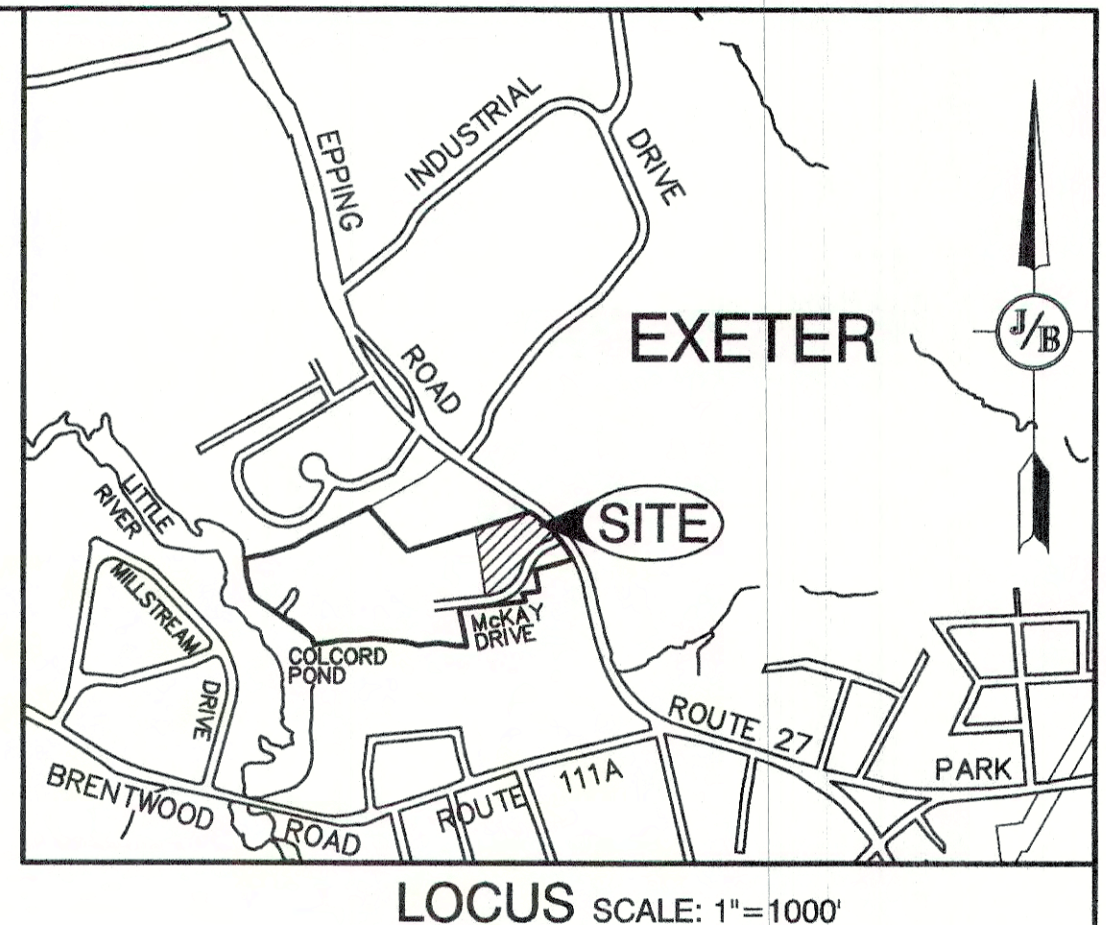 EPPING
INDUSTRIAL
DRIVE
EXETER
J/B
ROAD
SITE
LITTLE
RIVER
MILLSTREAM
DRIVE
McKAY
DRIVE
COLCORD
POND
ROUTE 27
PARK
BRENTWOOD
ROAD
ROUTE
111A
LOCUS SCALE: 1"=1000'